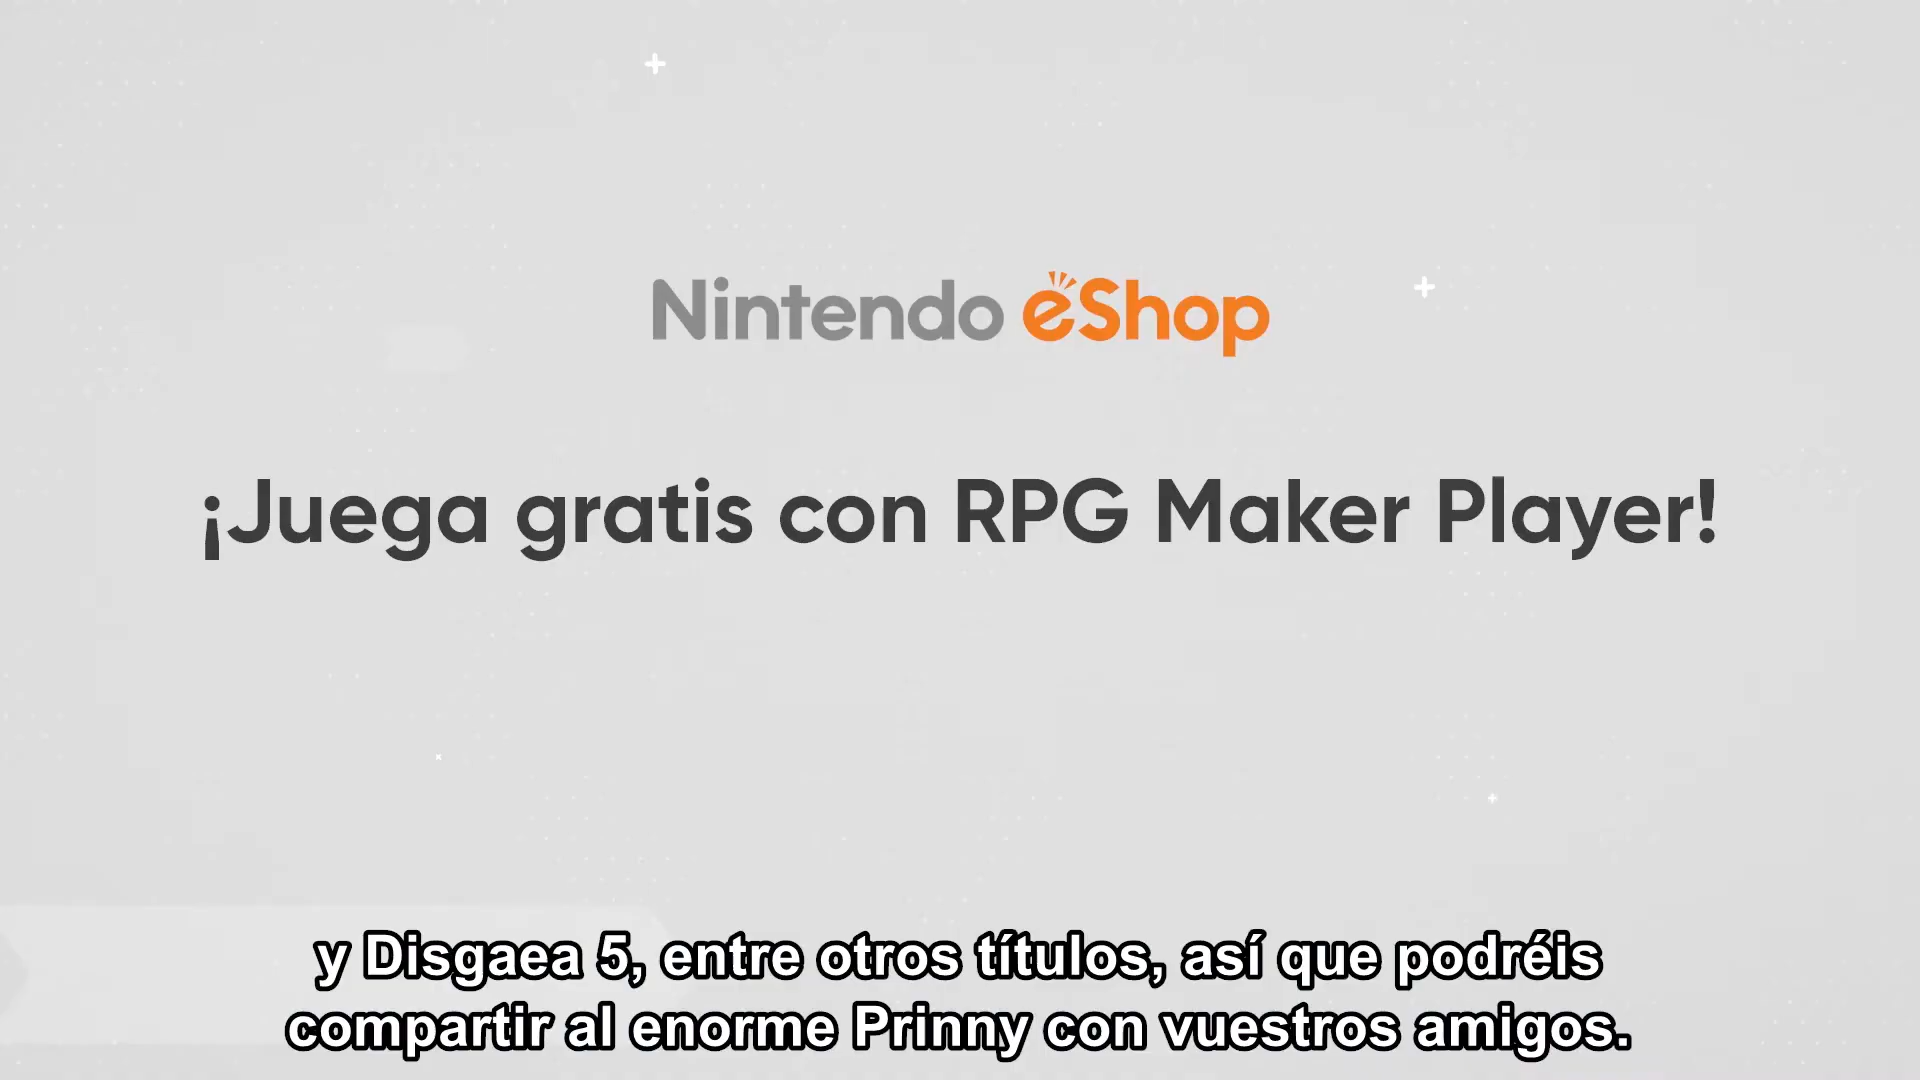 Nintendo eShop
¡Juega gratis con RPG Maker Player!
y Disgaea 5, entre otros títulos, así que podréis
compartir al enorme Prinny con vuestros amigos.